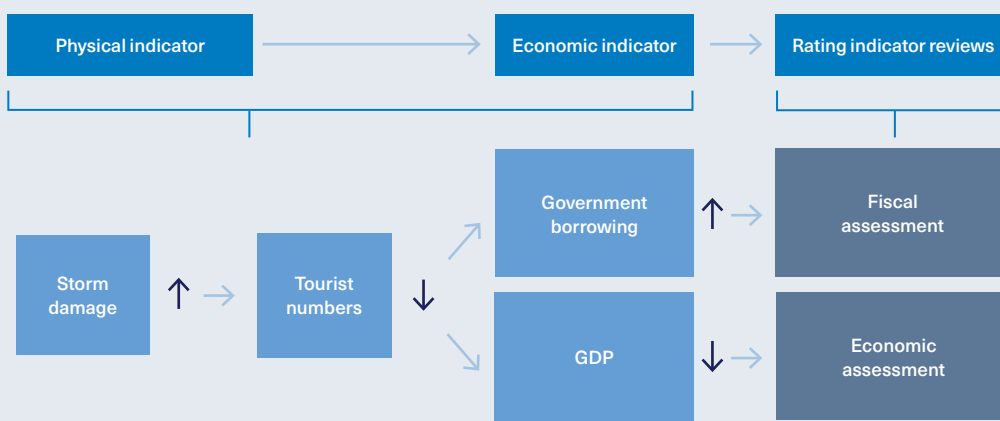 Physical indicator
Economic indicator
Rating indicator reviews
Storm
damage
Tourist
numbers
Government
borrowing
Fiscal
assessment
GDP
Economic
assessment